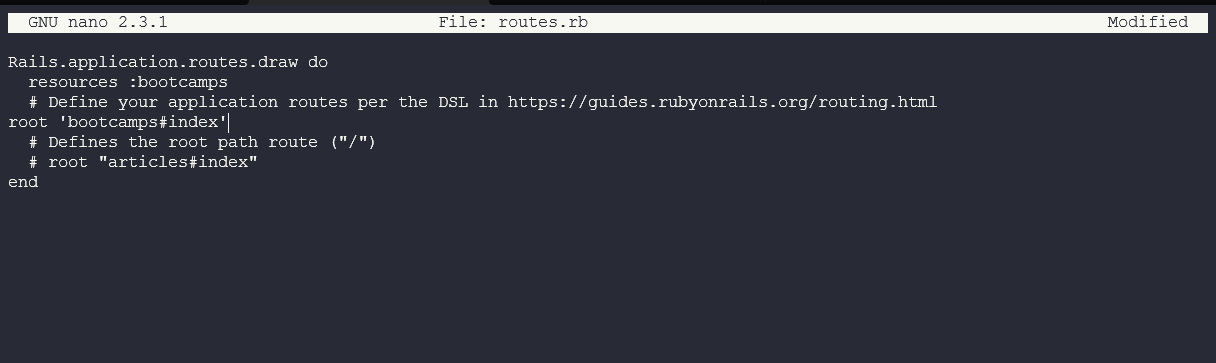 GNU nano 2.3.1 File: routes.rb Modified
Rails.application.routes.draw do
  resources :bootcamps
  # Define your application routes per the DSL in https://guides.rubyonrails.org/routing.html
root 'bootcamps#index'
  # Defines the root path route ("/")
  # root "articles#index"
end